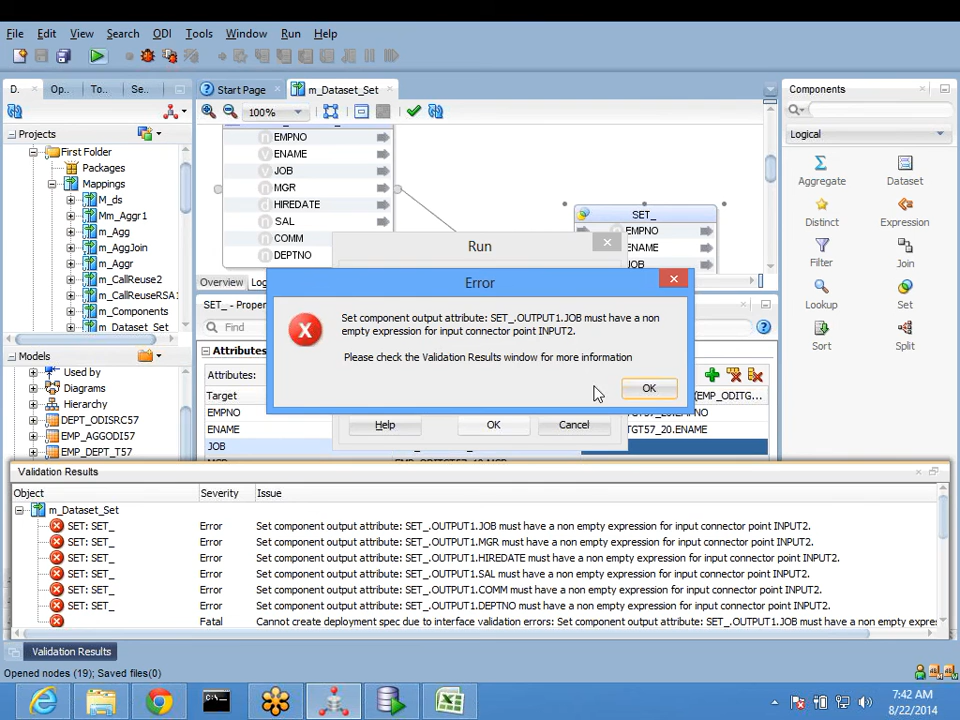 File Edit View Search ODI Tools Window Run Help
D. Op.. To.. Se.. Start Page m_Dataset_Set Components
100%
Projects
First Folder
Packages
Mappings
M_ds
Mm_Aggr1
m_Agg
m_AggJoin
m_Aggr
m_CallReuse2
m_CallReuseRSA1
m_Components
m_Dataset_Set
Models
Used by
Diagrams
Hierarchy
DEPT_ODISRC57
EMP_AGGODI57
EMP_DEPT_T57
EMPNO
ENAME
JOB
MGR
HIREDATE
SAL
COMM
DEPTNO
SET_
EMPNO
ENAME
JOB
Overview Log
SET_ - Prope
Find
Attributes
Attributes:
Target
EMPNO
ENAME
JOB
(EMP_ODITG...
TGT57_20.ENAME
Logical
Aggregate Dataset
Distinct Expression
Filter Join
Lookup Set
Sort Split
Run
Help OK Cancel
Error
Set component output attribute: SET_.OUTPUT1.JOB must have a non
empty expression for input connector point INPUT2.
Please check the Validation Results window for more information
OK
Validation Results
Object Severity Issue
m_Dataset_Set
SET: SET_ Error Set component output attribute: SET_.OUTPUT1.JOB must have a non empty expression for input connector point INPUT2.
SET: SET_ Error Set component output attribute: SET_.OUTPUT1.MGR must have a non empty expression for input connector point INPUT2.
SET: SET_ Error Set component output attribute: SET_.OUTPUT1.HIREDATE must have a non empty expression for input connector point INPUT2.
SET: SET_ Error Set component output attribute: SET_.OUTPUT1.SAL must have a non empty expression for input connector point INPUT2.
SET: SET_ Error Set component output attribute: SET_.OUTPUT1.COMM must have a non empty expression for input connector point INPUT2.
SET: SET_ Error Set component output attribute: SET_.OUTPUT1.DEPTNO must have a non empty expression for input connector point INPUT2.
Fatal Cannot create deployment spec due to interface validation errors: Set component output attribute: SET_.OUTPUT1.JOB must have a non empty expre
Validation Results
Opened nodes (19); Saved files(0)
7:42 AM
8/22/2014